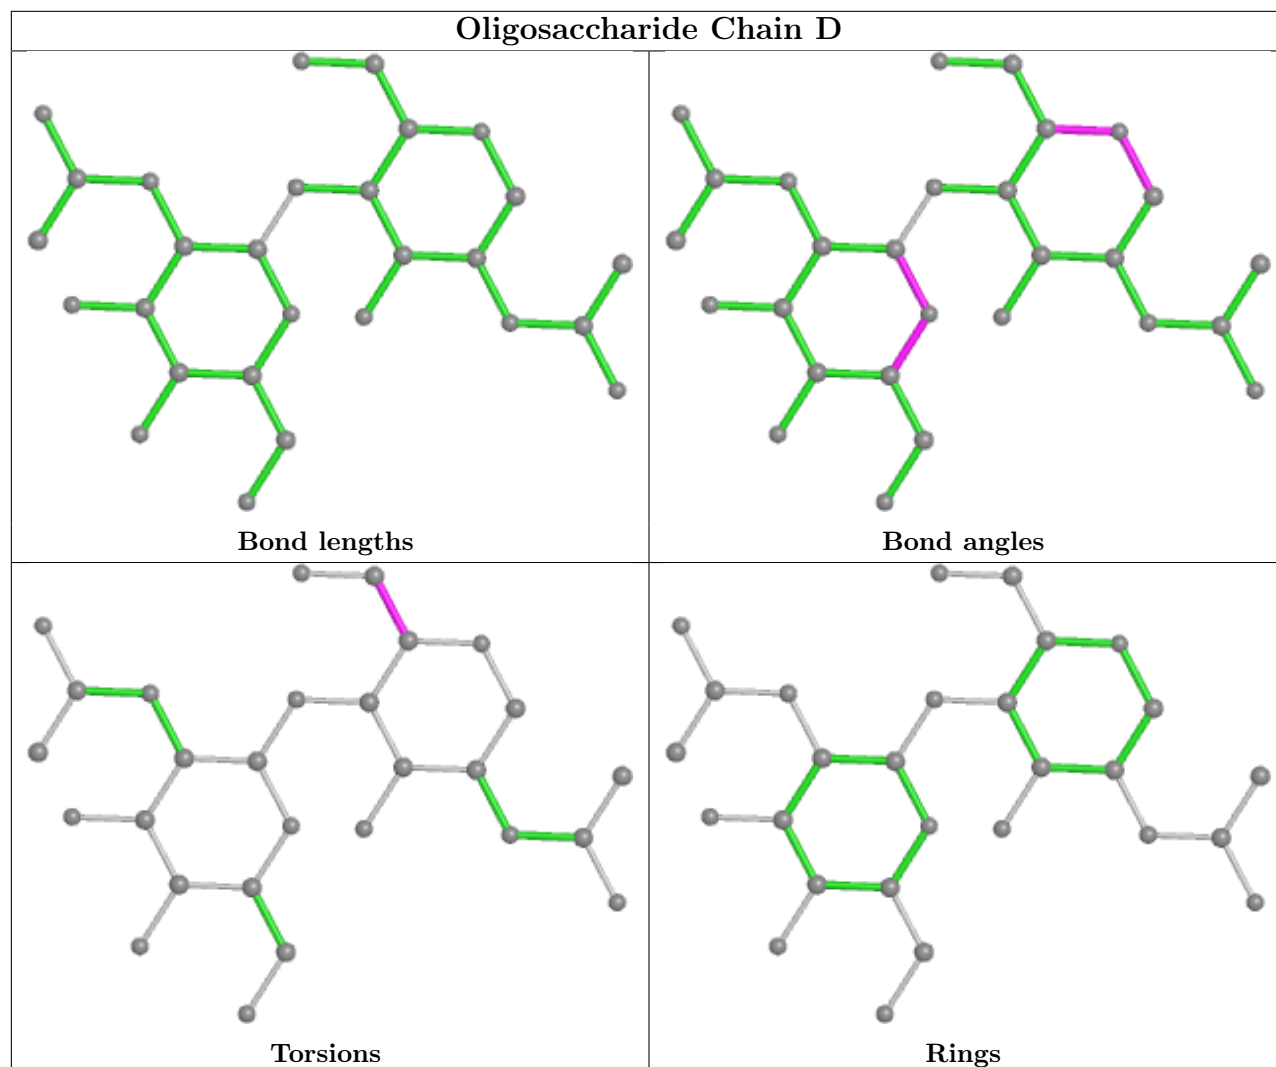 Oligosaccharide Chain D
Bond lengths
Bond angles
Torsions
Rings